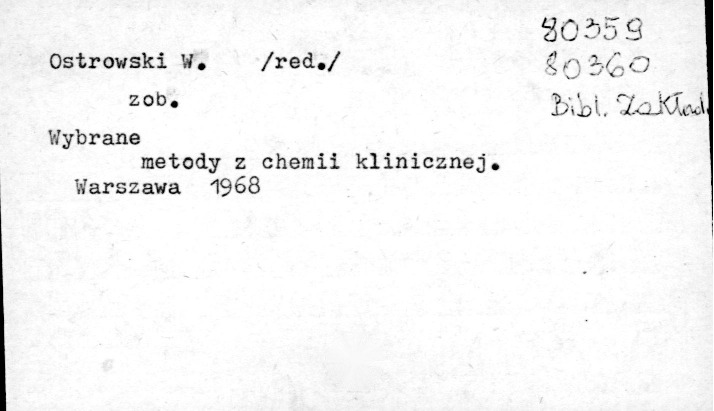 80359
Ostrowski W. /red./
80360
zob.
Bibl. Zakład.
Wybrane
metody z chemii klinicznej.
Warszawa 1968